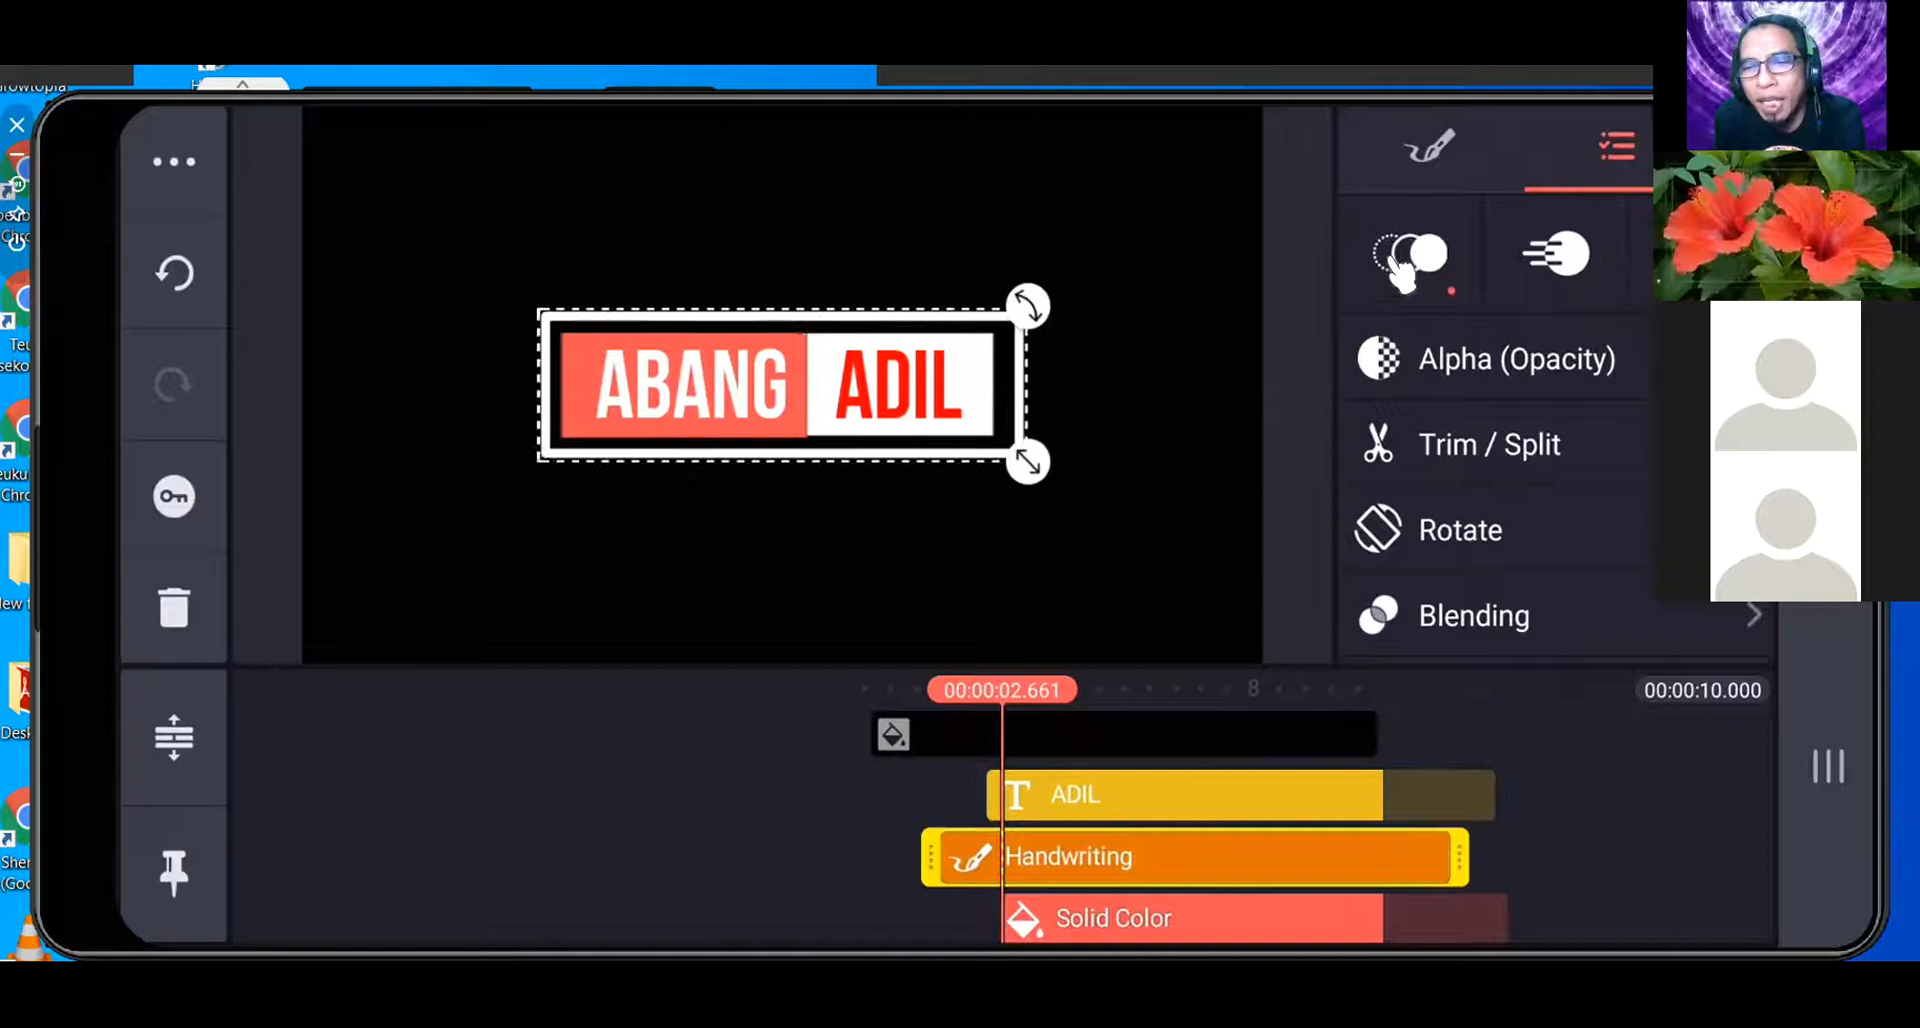 ABANG ADIL
Alpha (Opacity)
Trim / Split
Rotate
Blending
00:00:02.661
8
00:00:10.000
T ADIL
Handwriting
Solid Color